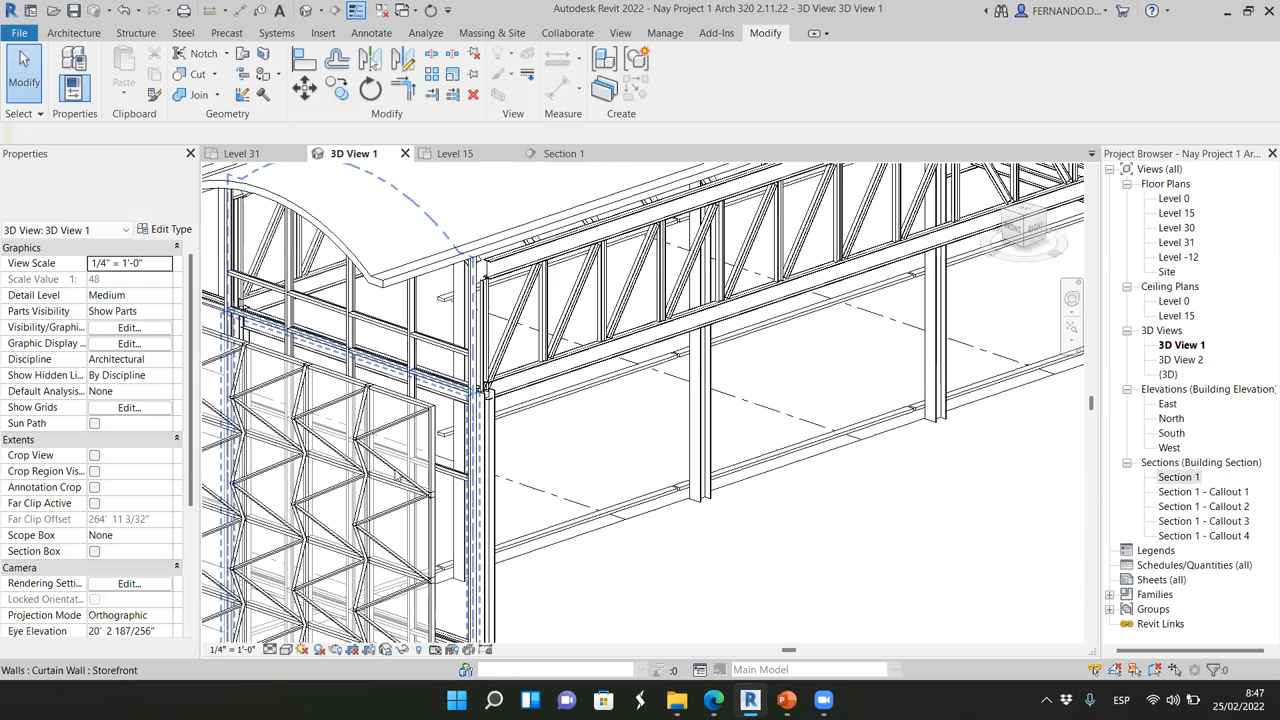 Autodesk Revit 2022 - Nay Project 1 Arch 320 2.11.22 - 3D View: 3D View 1
FERNANDO.D...
File Architecture Structure Steel Precast Systems Insert Annotate Analyze Massing & Site Collaborate View Manage Add-Ins Modify
Modify
Paste
Notch
Cut
Join
Select Properties Clipboard Geometry Modify View Measure Create
Properties
Level 31
3D View 1
Level 15
Section 1
Project Browser - Nay Project 1 Ar...
3D View: 3D View 1
Edit Type
Graphics
View Scale 1/4" = 1'-0"
Scale Value 1: 48
Detail Level Medium
Parts Visibility Show Parts
Visibility/Graphi... Edit...
Graphic Display ... Edit...
Discipline Architectural
Show Hidden Li... By Discipline
Default Analysis... None
Show Grids Edit...
Sun Path
Extents
Crop View
Crop Region Vis...
Annotation Crop
Far Clip Active
Far Clip Offset 264' 11 3/32"
Scope Box None
Section Box
Camera
Rendering Setti... Edit...
Locked Orientat...
Projection Mode Orthographic
Eye Elevation 20' 2 187/256"
FRONT RIGHT
Views (all)
Floor Plans
Level 0
Level 15
Level 30
Level 31
Level -12
Site
Ceiling Plans
Level 0
Level 15
3D Views
3D View 1
3D View 2
(3D)
Elevations (Building Elevation)
East
North
South
West
Sections (Building Section)
Section 1
Section 1 - Callout 1
Section 1 - Callout 2
Section 1 - Callout 3
Section 1 - Callout 4
Legends
Schedules/Quantities (all)
Sheets (all)
Families
Groups
Revit Links
1/4" = 1'-0"
Walls : Curtain Wall : Storefront
:0
Main Model
:0
ESP
8:47
25/02/2022